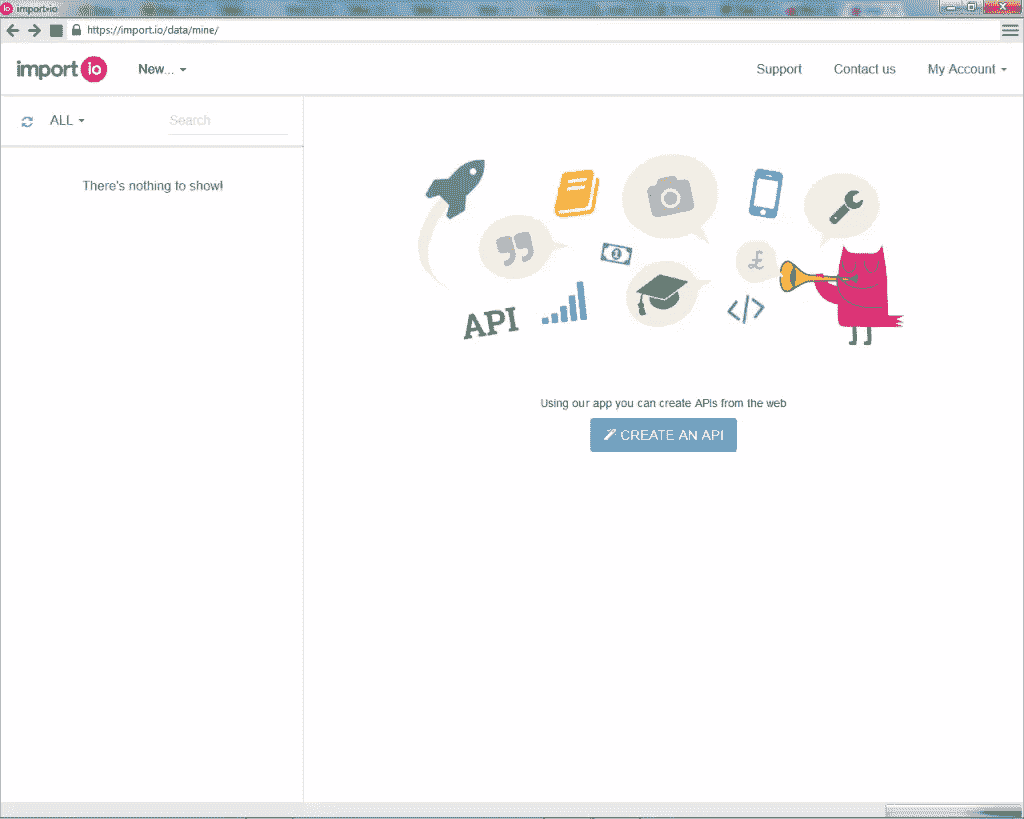 import•io
https://import.io/data/mine/
import io
New...
Support
Contact us
My Account
ALL
Search
There's nothing to show!
API
£
</>
Using our app you can create APIs from the web
CREATE AN API